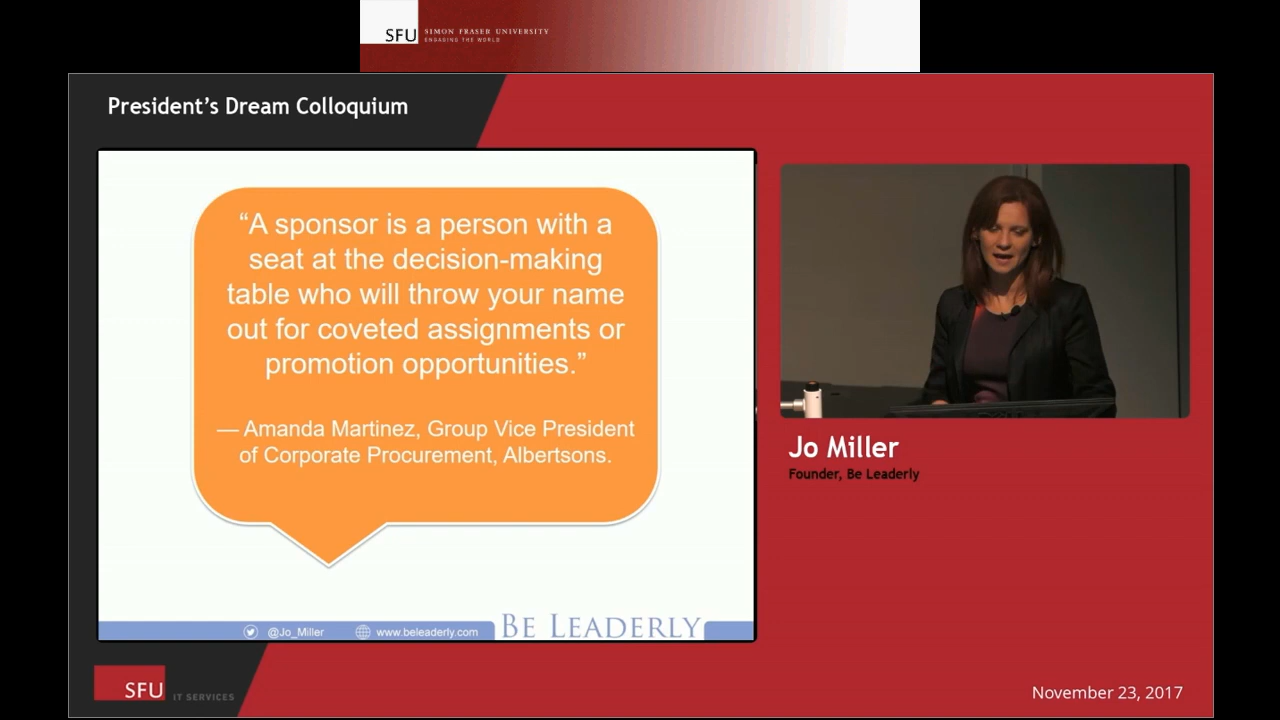 SFU
SIMON FRASER UNIVERSITY
ENGAGING THE WORLD
President's Dream Colloquium
“A sponsor is a person with a
seat at the decision-making
table who will throw your name
out for coveted assignments or
promotion opportunities.”
— Amanda Martinez, Group Vice President
of Corporate Procurement, Albertsons.
@Jo_Miller
www.beleaderly.com
BE LEADERLY
Jo Miller
Founder, Be Leaderly
SFU
IT SERVICES
November 23, 2017